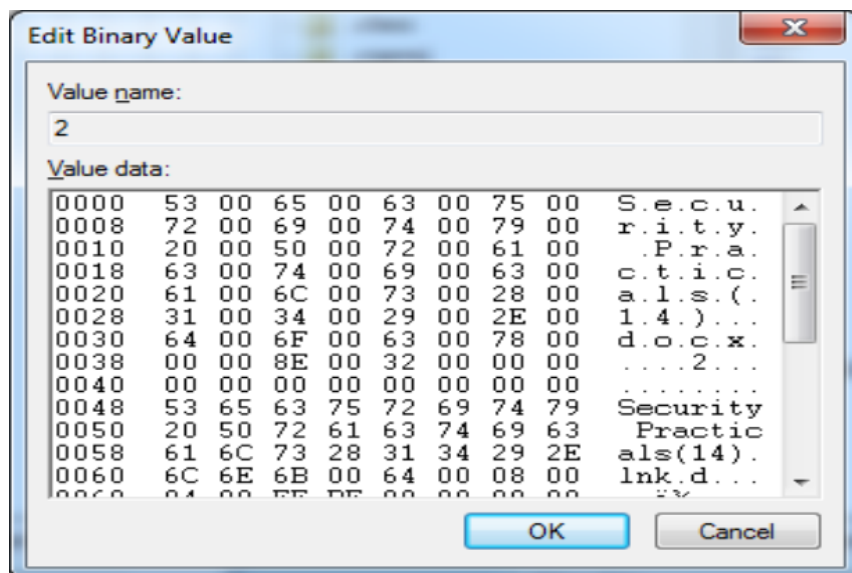 Edit Binary Value
Value name:
2
Value data:
0000 53 00 65 00 63 00 75 00 S.e.c.u.
0008 72 00 69 00 74 00 79 00 r.i.t.y.
0010 20 00 50 00 72 00 61 00 .P.r.a.
0018 63 00 74 00 69 00 63 00 c.t.i.c.
0020 61 00 6C 00 73 00 28 00 a.l.s.(.
0028 31 00 34 00 29 00 2E 00 1.4.)...
0030 64 00 6F 00 63 00 78 00 d.o.c.x.
0038 00 00 8E 00 32 00 00 00 ....2...
0040 00 00 00 00 00 00 00 00 ........
0048 53 65 63 75 72 69 74 79 Security
0050 20 50 72 61 63 74 69 63 Practic
0058 61 6C 73 28 31 34 29 2E als(14).
0060 6C 6E 6B 00 64 00 08 00 lnk.d...
OK Cancel